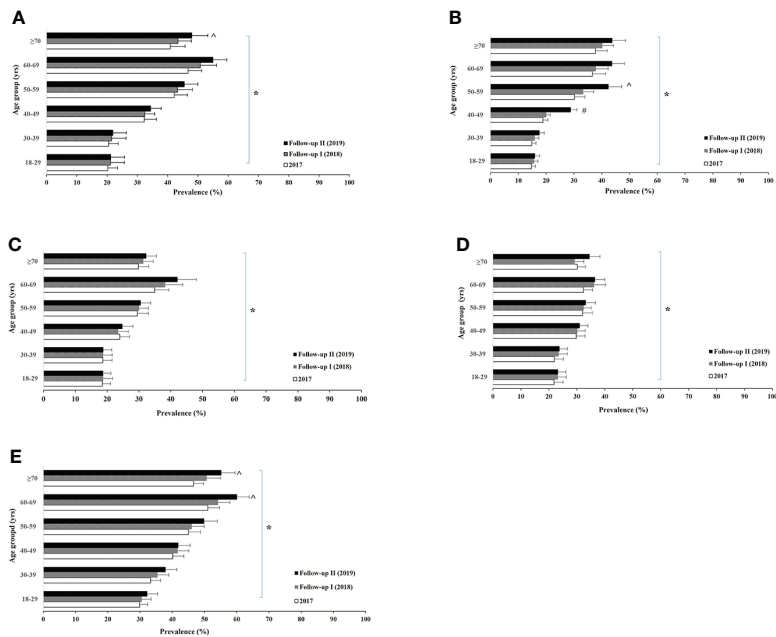 A
Age group (yrs)
≥70
60-69
50-59
40-49
30-39
18-29
^
*
Follow-up II (2019)
Follow-up I (2018)
2017
0 10 20 30 40 50 60 70 80 90 100
Prevalence (%)
B
Age group (yrs)
≥70
60-69
50-59
40-49
30-39
18-29
^
#
*
Follow-up II (2019)
Follow-up I (2018)
2017
0 10 20 30 40 50 60 70 80 90 100
Prevalence (%)
C
Age group (yrs)
≥70
60-69
50-59
40-49
30-39
18-29
*
Follow-up II (2019)
Follow-up I (2018)
2017
0 10 20 30 40 50 60 70 80 90 100
Prevalence (%)
D
Age group (yrs)
≥70
60-69
50-59
40-49
30-39
18-29
*
Follow-up II (2019)
Follow-up I (2018)
2017
0 10 20 30 40 50 60 70 80 90 100
Prevalence (%)
E
Age groupd (yrs)
≥70
60-69
50-59
40-49
30-39
18-29
^
^
*
Follow-up II (2019)
Follow-up I (2018)
2017
0 10 20 30 40 50 60 70 80 90 100
Prevalence (%)